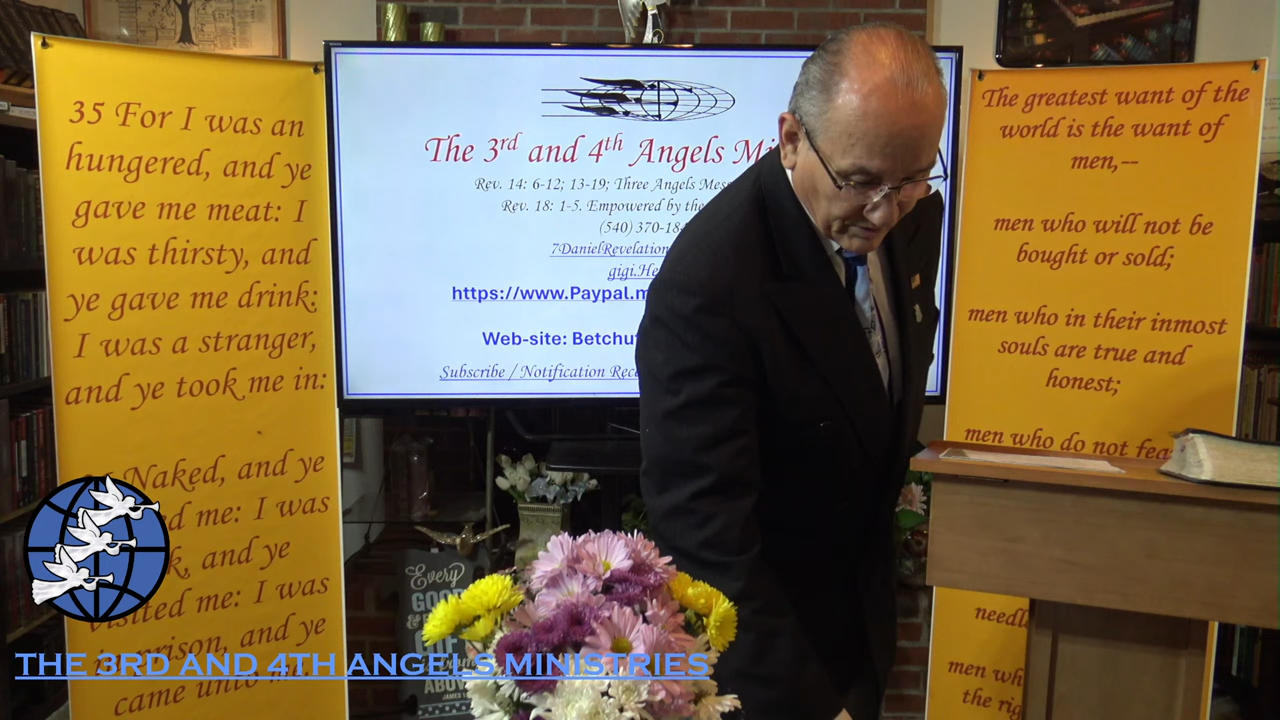 35 For I was an
hungered, and ye
gave me meat: I
was thirsty, and
ye gave me drink:
I was a stranger,
and ye took me in:
Naked, and ye
me: I was
and ye
visited me: I was
in prison, and ye
came unto me.
The 3rd and 4th Angels
Rev. 14: 6-12; 13-19; Three Angels
Rev. 18: 1-5. Empowered by the
(540) 370-18
7DanielRevelation
gigi.He
https://www.Paypal.m
Web-site: Betchu
Subscribe / Notification
The greatest want of the
world is the want of
men,--
men who will not be
bought or sold;
men who in their inmost
souls are true and
honest;
men who do not fea
needl
men wh
the rig
Every
GOOD
ABOVE
JAMES
THE 3RD AND 4TH ANGELS MINISTRIES